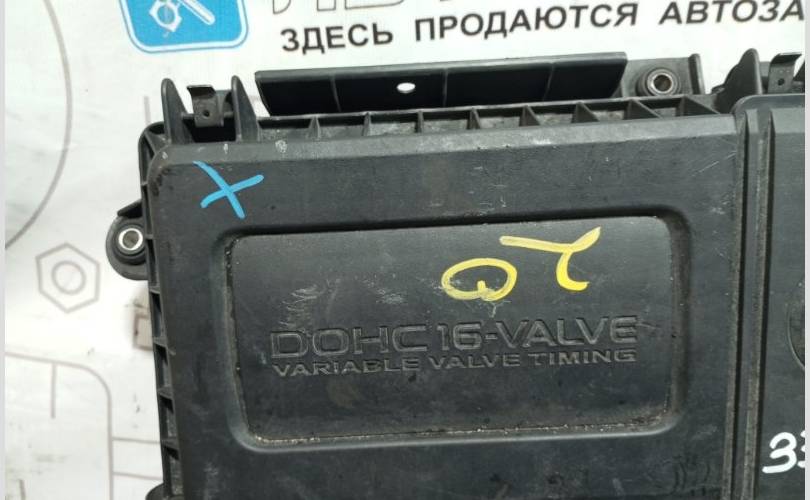 ЗДЕСЬ ПРОДАЮТСЯ АВТОЗА
DOHC 16-VALVE
VARIABLE VALVE TIMING